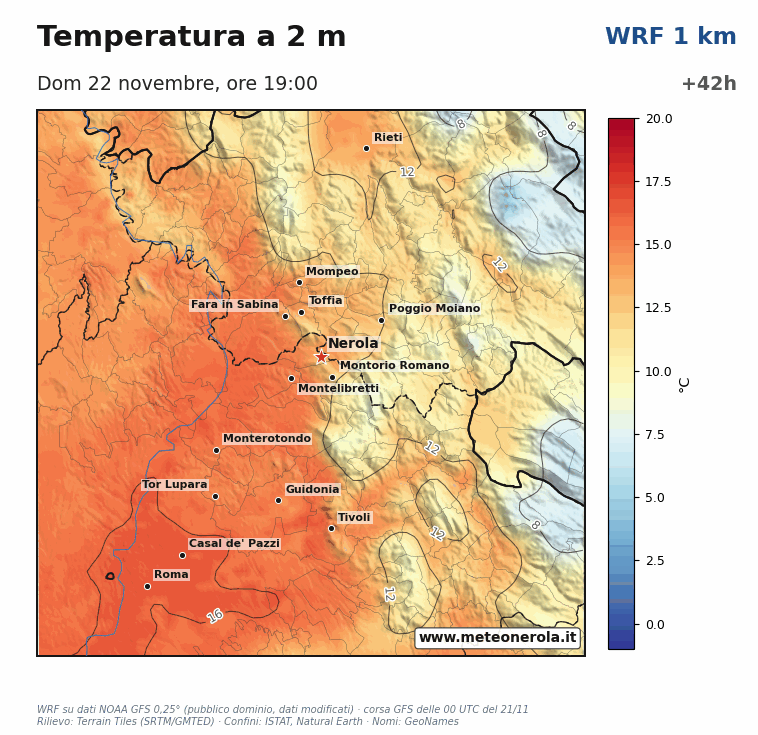 Temperatura a 2 m
WRF 1 km
Dom 22 novembre, ore 19:00
+42h
8
8
8
Rieti
12
12
Mompeo
Fara in Sabina
Toffia
Poggio Moiano
Nerola
Montorio Romano
Montelibretti
Monterotondo
12
Tor Lupara
Guidonia
Tivoli
8
12
Casal de' Pazzi
Roma
12
16
www.meteonerola.it
20.0
17.5
15.0
12.5
10.0
7.5
5.0
2.5
0.0
°C
WRF su dati NOAA GFS 0,25° (pubblico dominio, dati modificati) · corsa GFS delle 00 UTC del 21/11
Rilievo: Terrain Tiles (SRTM/GMTED) · Confini: ISTAT, Natural Earth · Nomi: GeoNames